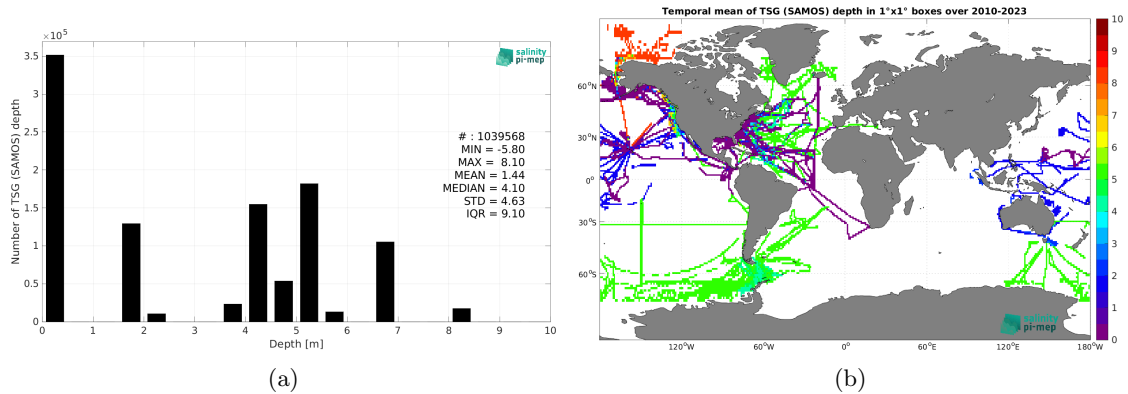 ×10⁵
3.5
3
2.5
2
1.5
1
0.5
0
Number of TSG (SAMOS) depth
0 1 2 3 4 5 6 7 8 9 10
Depth [m]
salinity
pi-mep
# : 1039568
MIN = -5.80
MAX = 8.10
MEAN = 1.44
MEDIAN = 4.10
STD = 4.63
IQR = 9.10
(a)
Temporal mean of TSG (SAMOS) depth in 1°x1° boxes over 2010-2023
60°N
30°N
0°
30°S
60°S
120°W 60°W 0° 60°E 120°E 180°W
salinity
pi-mep
10
9
8
7
6
5
4
3
2
1
0
(b)